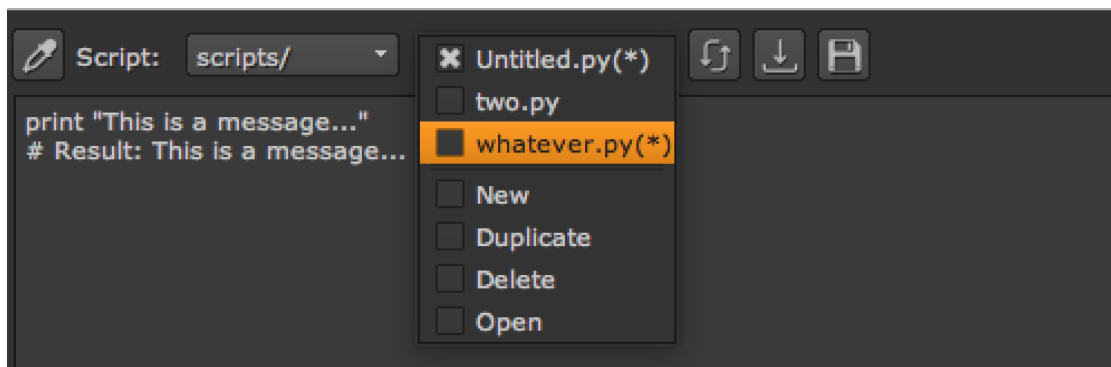 Script: scripts/
Untitled.py(*)
two.py
whatever.py(*)
New
Duplicate
Delete
Open
print "This is a message..."
# Result: This is a message...